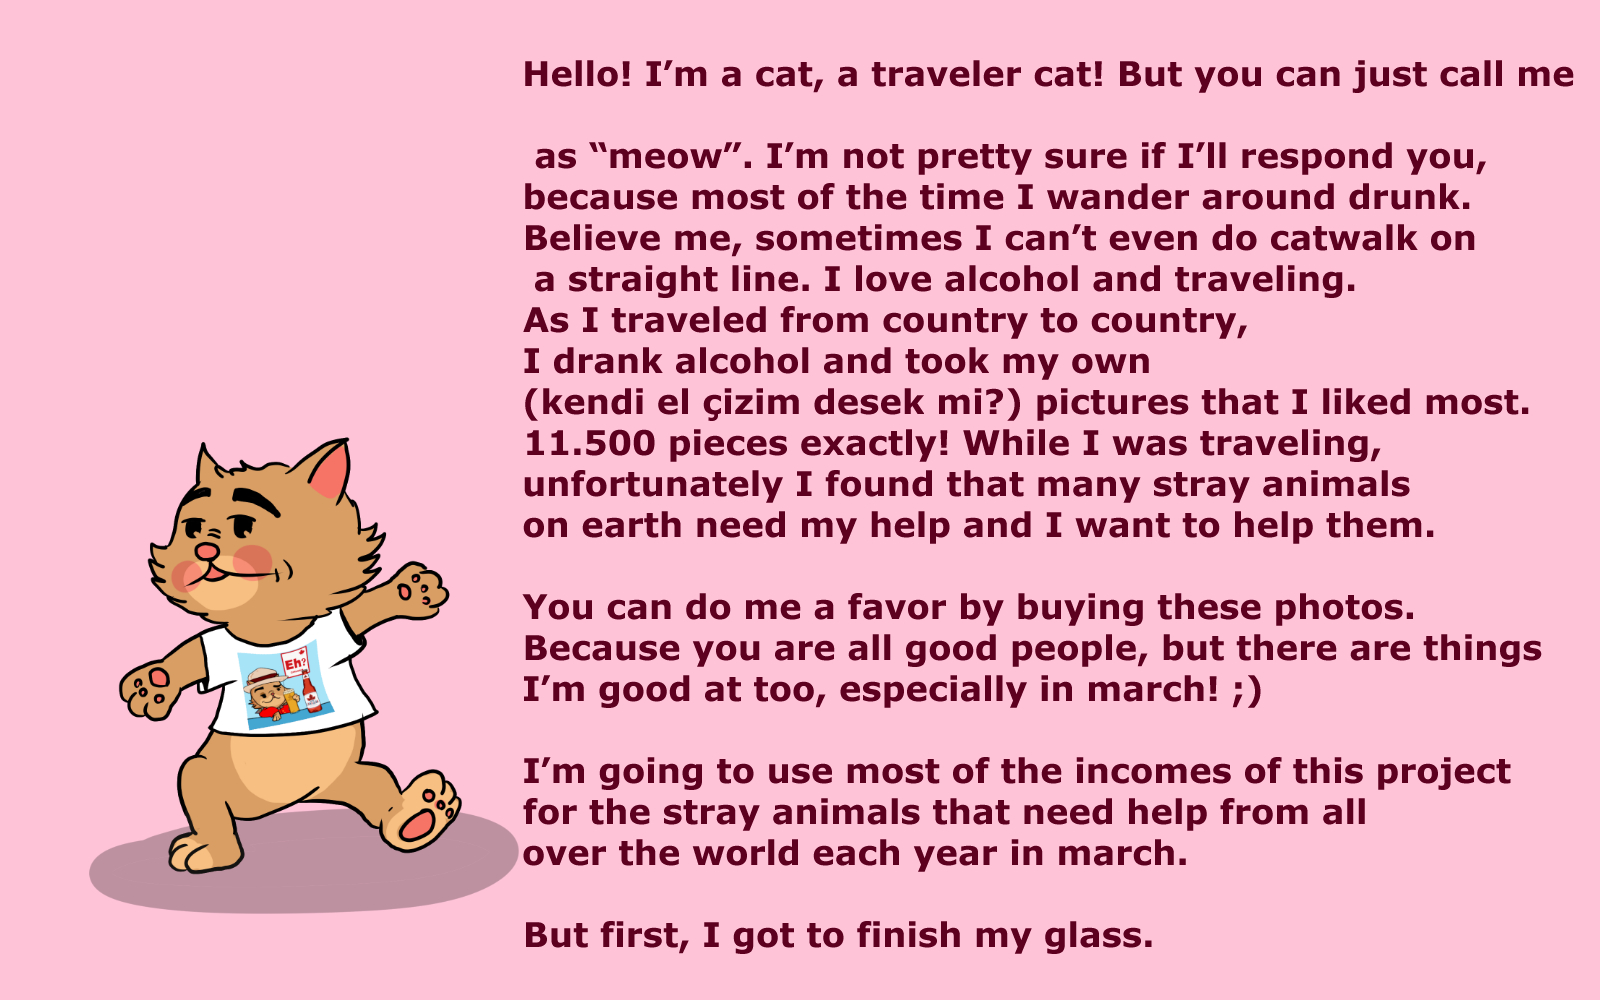 Hello! I’m a cat, a traveler cat! But you can just call me
as “meow”. I’m not pretty sure if I’ll respond you,
because most of the time I wander around drunk.
Believe me, sometimes I can’t even do catwalk on
a straight line. I love alcohol and traveling.
As I traveled from country to country,
I drank alcohol and took my own
(kendi el çizim desek mi?) pictures that I liked most.
11.500 pieces exactly! While I was traveling,
unfortunately I found that many stray animals
on earth need my help and I want to help them.
You can do me a favor by buying these photos.
Because you are all good people, but there are things
I’m good at too, especially in march! ;)
I’m going to use most of the incomes of this project
for the stray animals that need help from all
over the world each year in march.
But first, I got to finish my glass.
Eh?